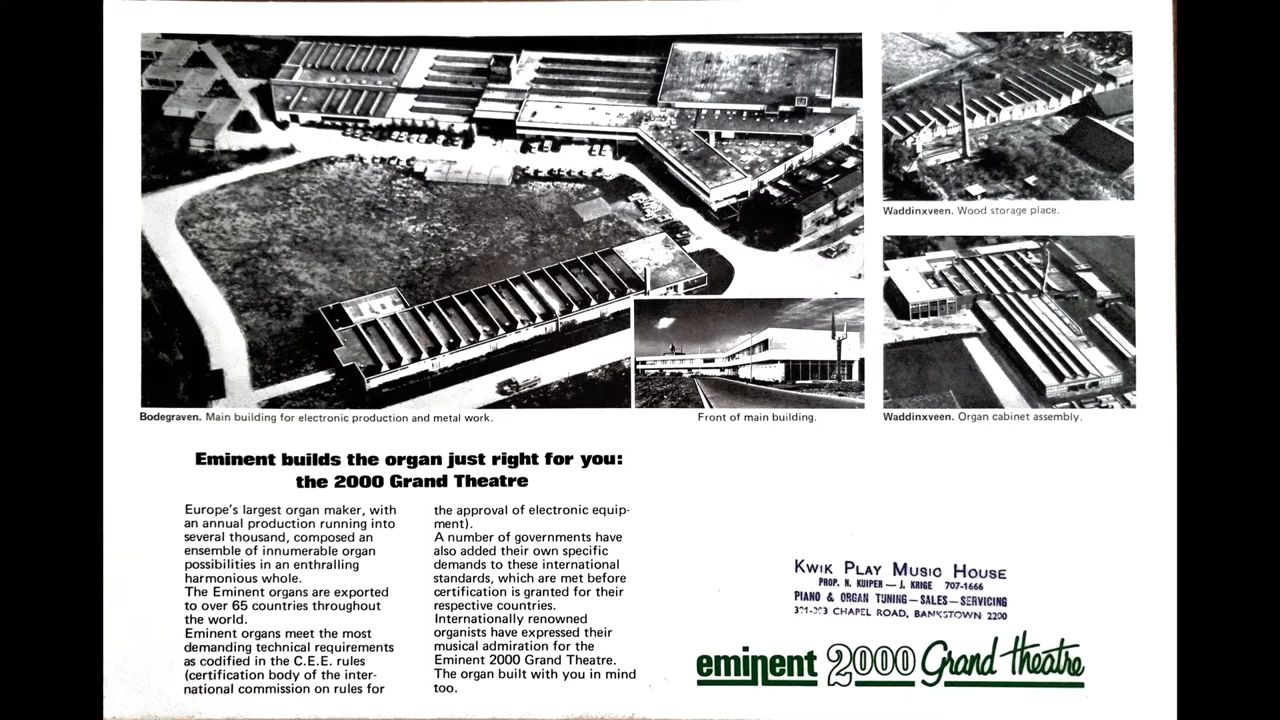 Waddinxveen. Wood storage place.
Bodegraven. Main building for electronic production and metal work.
Front of main building.
Waddinxveen. Organ cabinet assembly.
Eminent builds the organ just right for you:
the 2000 Grand Theatre
Europe's largest organ maker, with
an annual production running into
several thousand, composed an
ensemble of innumerable organ
possibilities in an enthralling
harmonious whole.
The Eminent organs are exported
to over 65 countries throughout
the world.
Eminent organs meet the most
demanding technical requirements
as codified in the C.E.E. rules
(certification body of the inter-
national commission on rules for
the approval of electronic equip-
ment).
A number of governments have
also added their own specific
demands to these international
standards, which are met before
certification is granted for their
respective countries.
Internationally renowned
organists have expressed their
musical admiration for the
Eminent 2000 Grand Theatre.
The organ built with you in mind
too.
KWIK PLAY MUSIC HOUSE
PROP. N. KUIPER — J. KRIGE 707-1666
PIANO & ORGAN TUNING—SALES—SERVICING
CHAPEL ROAD, BANKSTOWN 2200
eminent 2000 Grand theatre